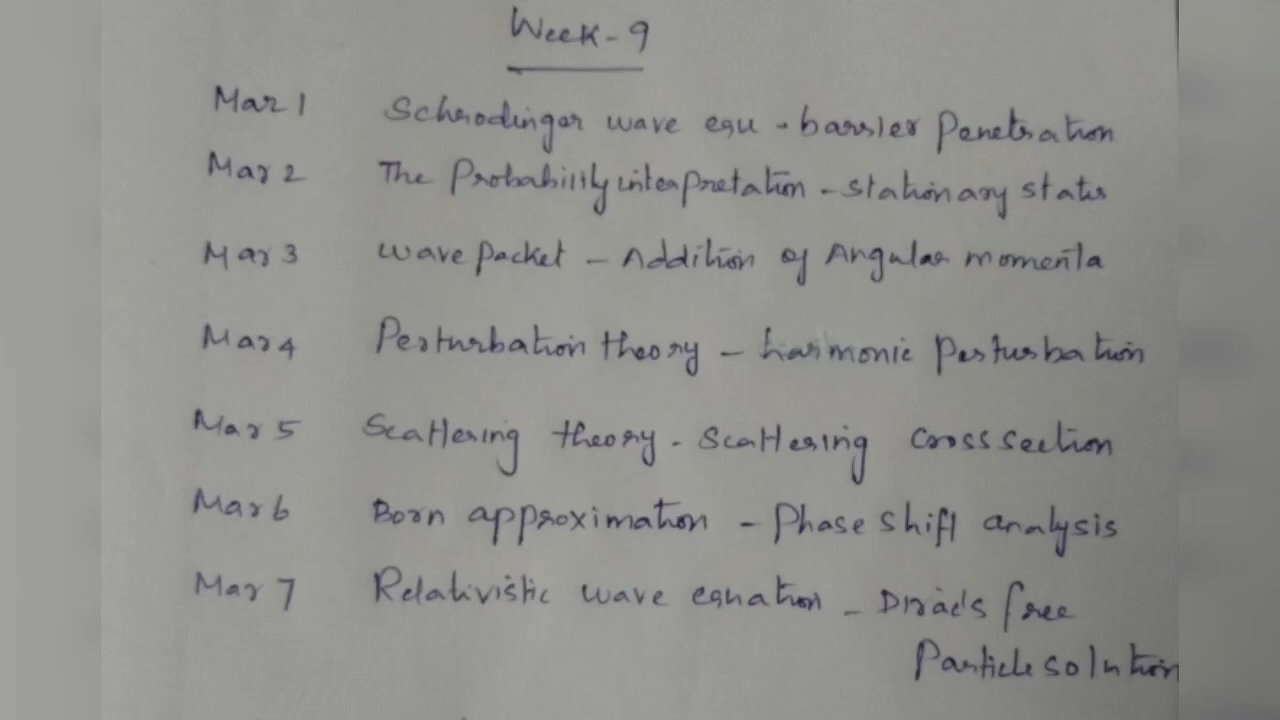 Week-9
Mar 1 Schrodinger wave equ - barrier Penetration
Mar 2 The Probability interpretation - stationary states
Mar 3 wave packet - Addition of Angular momenta
Mar 4 Perturbation theory - harmonic Perturbation
Mar 5 Scattering theory - scattering cross section
Mar 6 Born approximation - Phase shift analysis
Mar 7 Relativistic wave equation - Dirac's free
Particle solution